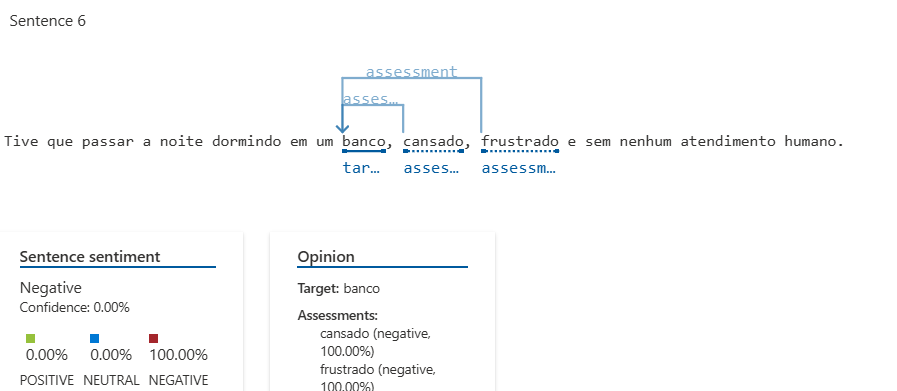 Sentence 6
assessment
asses…
Tive que passar a noite dormindo em um banco, cansado, frustrado e sem nenhum atendimento humano.
tar… asses… assessm…
Sentence sentiment
Negative
Confidence: 0.00%
0.00% 0.00% 100.00%
POSITIVE NEUTRAL NEGATIVE
Opinion
Target: banco
Assessments:
cansado (negative,
100.00%)
frustrado (negative,
100.00%)